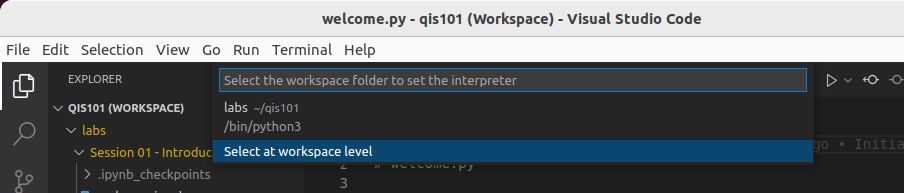 welcome.py - qis101 (Workspace) - Visual Studio Code
File Edit Selection View Go Run Terminal Help
EXPLORER
Select the workspace folder to set the interpreter
QIS101 (WORKSPACE)
labs ~/qis101
labs
/bin/python3
Session 01 - Introduc
Select at workspace level
go • Initia
2 # welcome.py
.ipynb_checkpoints
3